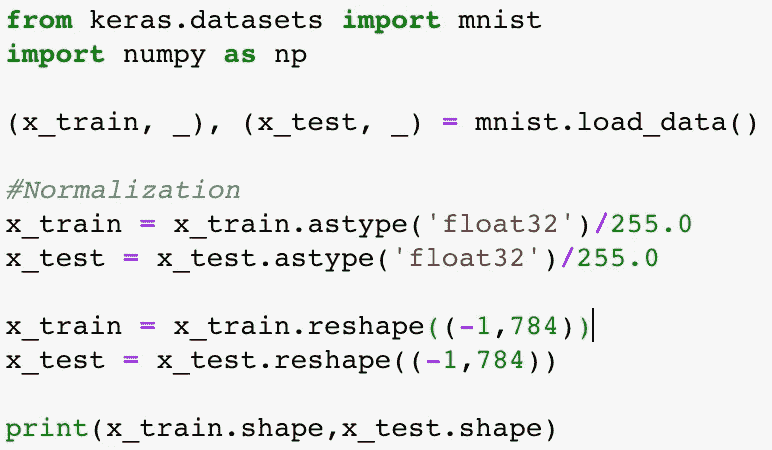 from keras.datasets import mnist
import numpy as np
(x_train, _), (x_test, _) = mnist.load_data()
#Normalization
x_train = x_train.astype('float32')/255.0
x_test = x_test.astype('float32')/255.0
x_train = x_train.reshape((-1,784))
x_test = x_test.reshape((-1,784))
print(x_train.shape,x_test.shape)